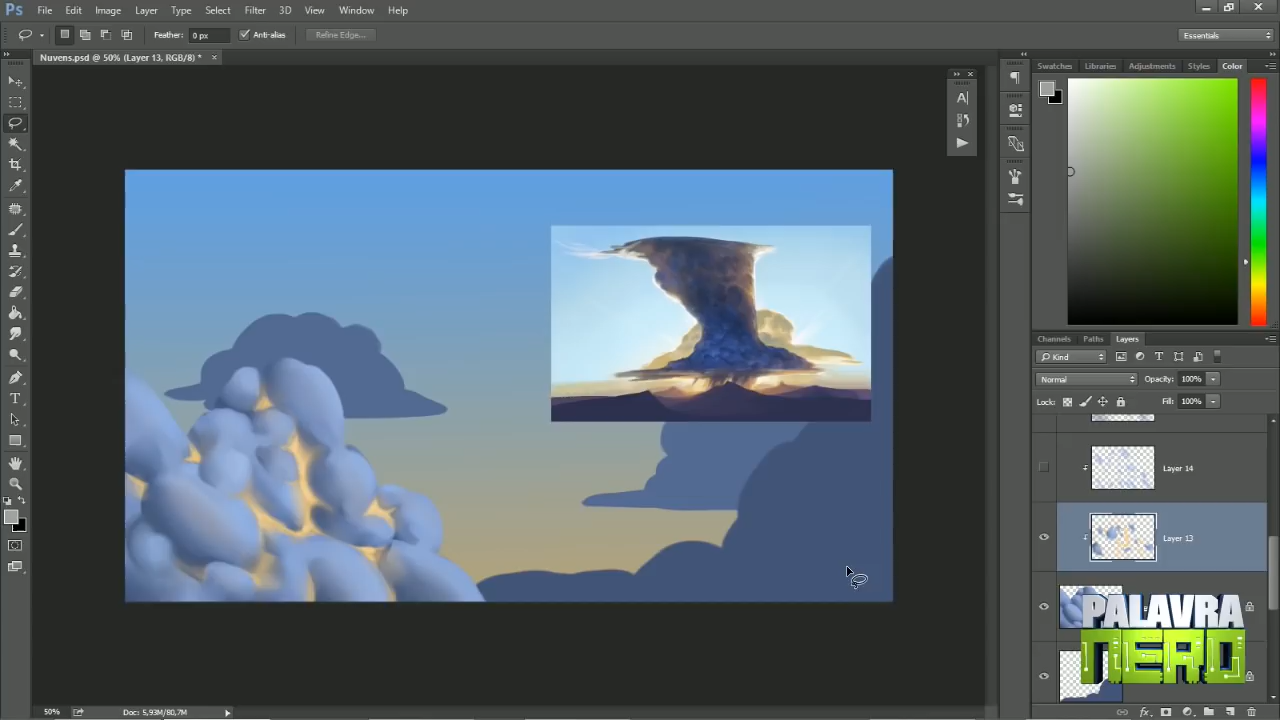 Ps File Edit Image Layer Type Select Filter 3D View Window Help
Feather: 0 px Anti-alias Refine Edge... Essentials
Nuvens.psd @ 50% (Layer 13, RGB/8) * ×
Swatches Libraries Adjustments Styles Color
Channels Paths Layers
Kind
Normal Opacity: 100%
Lock: Fill: 100%
Layer 14
Layer 13
PALAVRA
NERD
50% Doc: 5,93M/80,7M